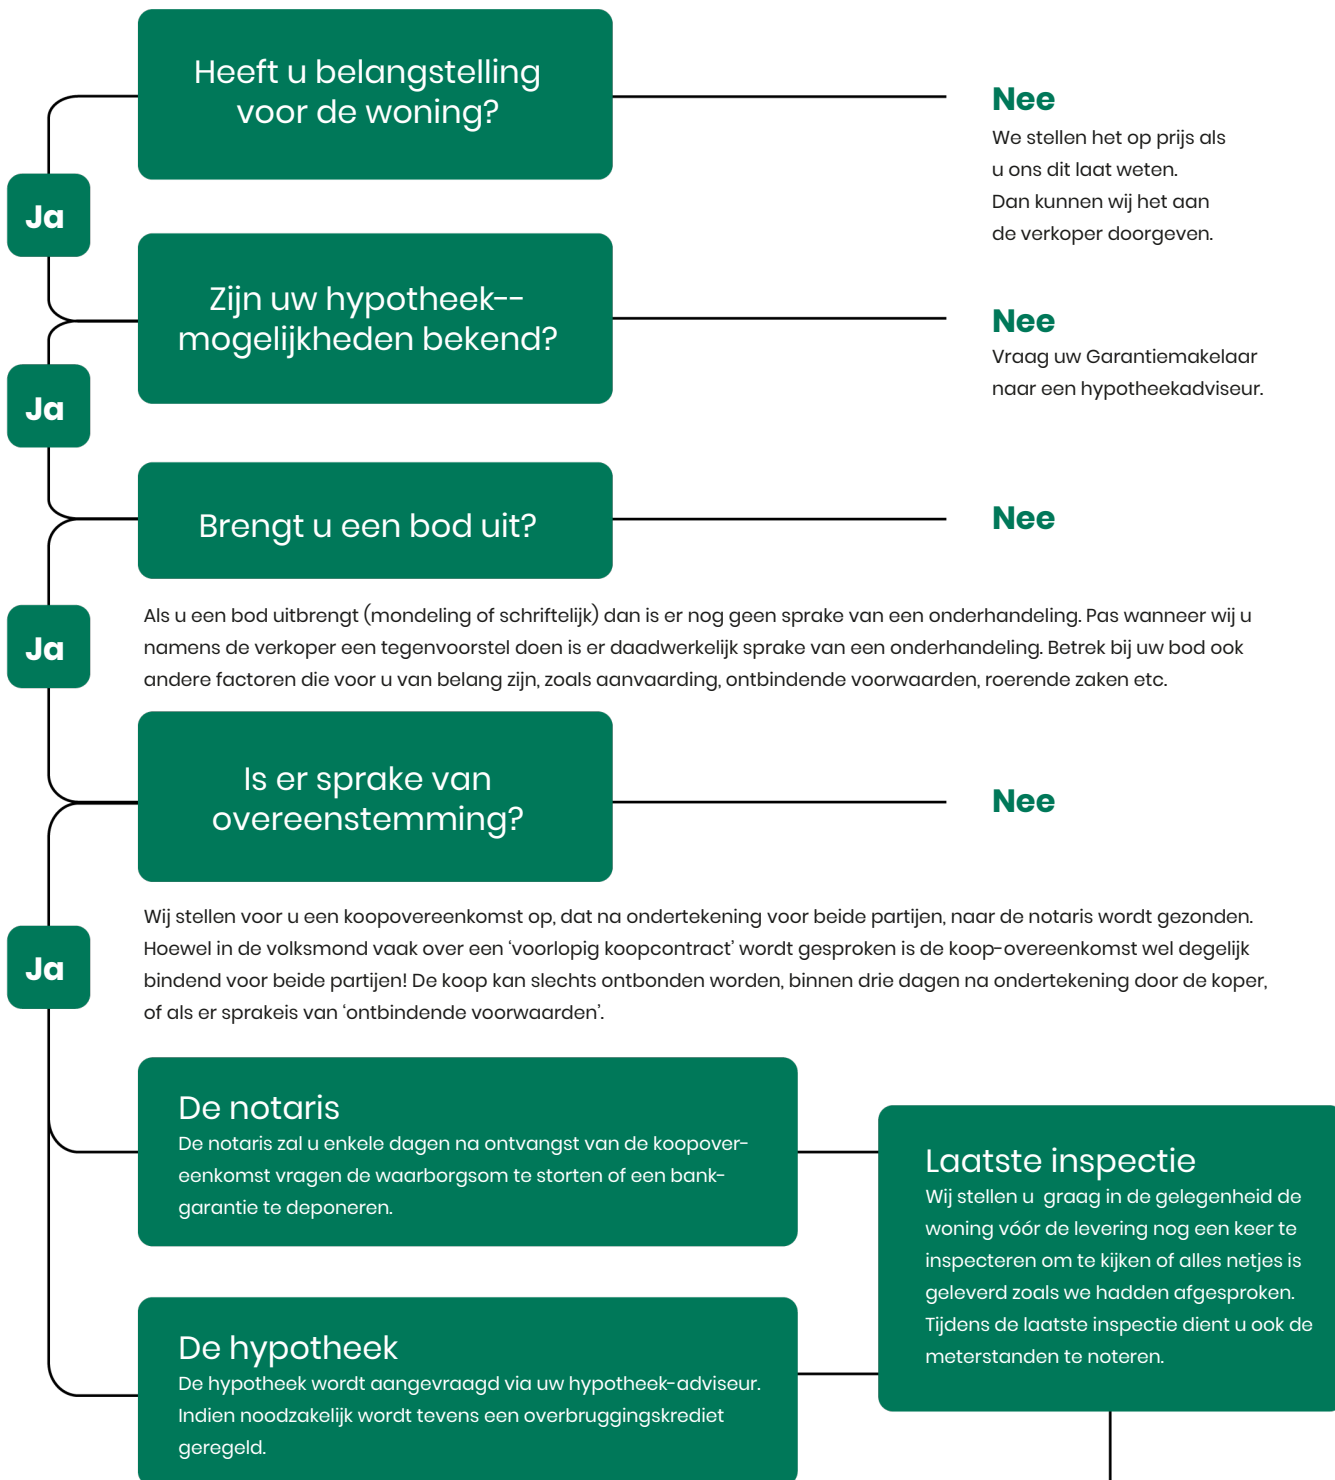 Heeft u belangstelling
voor de woning?
Nee
We stellen het op prijs als
u ons dit laat weten.
Dan kunnen wij het aan
de verkoper doorgeven.
Ja
Zijn uw hypotheek--
mogelijkheden bekend?
Nee
Vraag uw Garantiemakelaar
naar een hypotheekadviseur.
Ja
Brengt u een bod uit?
Nee
Ja
Als u een bod uitbrengt (mondeling of schriftelijk) dan is er nog geen sprake van een onderhandeling. Pas wanneer wij u
namens de verkoper een tegenvoorstel doen is er daadwerkelijk sprake van een onderhandeling. Betrek bij uw bod ook
andere factoren die voor u van belang zijn, zoals aanvaarding, ontbindende voorwaarden, roerende zaken etc.
Is er sprake van
overeenstemming?
Nee
Ja
Wij stellen voor u een koopovereenkomst op, dat na ondertekening voor beide partijen, naar de notaris wordt gezonden.
Hoewel in de volksmond vaak over een ‘voorlopig koopcontract’ wordt gesproken is de koop-overeenkomst wel degelijk
bindend voor beide partijen! De koop kan slechts ontbonden worden, binnen drie dagen na ondertekening door de koper,
of als er sprakeis van ‘ontbindende voorwaarden’.
De notaris
De notaris zal u enkele dagen na ontvangst van de koopover-
eenkomst vragen de waarborgsom te storten of een bank-
garantie te deponeren.
Laatste inspectie
Wij stellen u  graag in de gelegenheid de
woning vóór de levering nog een keer te
inspecteren om te kijken of alles netjes is
geleverd zoals we hadden afgesproken.
Tijdens de laatste inspectie dient u ook de
meterstanden te noteren.
De hypotheek
De hypotheek wordt aangevraagd via uw hypotheek-adviseur.
Indien noodzakelijk wordt tevens een overbruggingskrediet
geregeld.